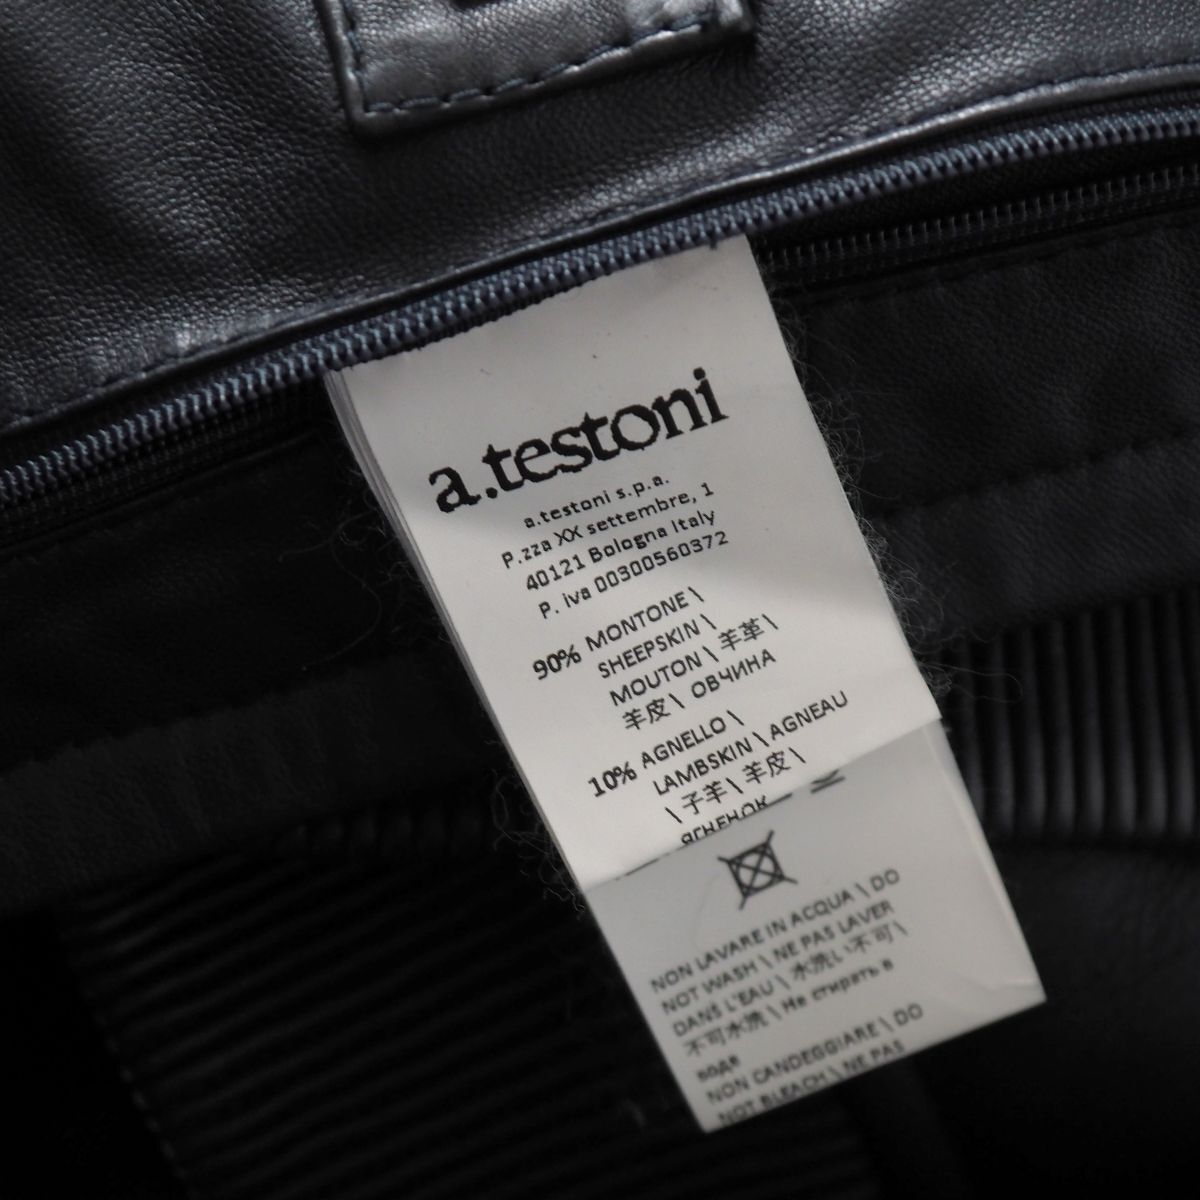 a.testoni
a.testoni s.p.a.
P.zza XX settembre, 1
40121 Bologna Italy
P. iva 00300560372
90% MONTONE \
SHEEPSKIN \
MOUTON \ 羊革 \
羊皮 \ ОВЧИНА
10% AGNELLO \
LAMBSKIN \ AGNEAU
\ 子羊 \ 羊皮 \
ЯГНЕНОК
NON LAVARE IN ACQUA \ DO
NOT WASH \ NE PAS LAVER
DANS L'EAU \ 水洗い不可 \
不可水洗 \ Не стирать в
воде
NON CANDEGGIARE \ DO
NOT BLEACH \ NE PAS